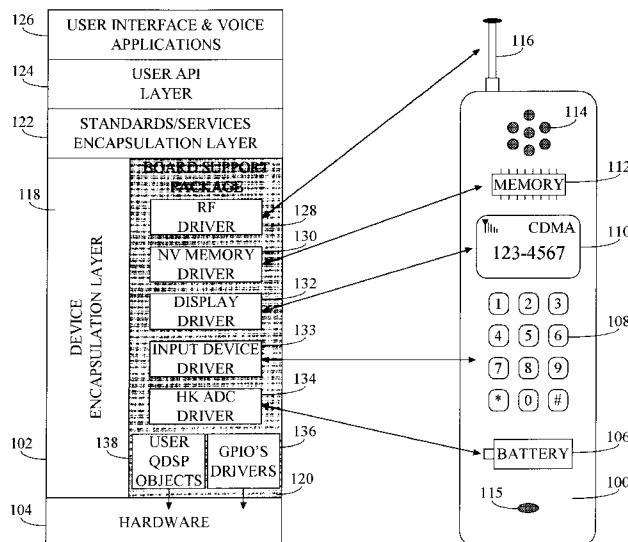 126
USER INTERFACE & VOICE
APPLICATIONS
124
USER API
LAYER
122
STANDARDS/SERVICES
ENCAPSULATION LAYER
118
DEVICE
ENCAPSULATION LAYER
BOARD SUPPORT
PACKAGE
RF
DRIVER
128
NV MEMORY
DRIVER
130
DISPLAY
DRIVER
132
INPUT DEVICE
DRIVER
133
HK ADC
DRIVER
134
102
138
USER
QDSP
OBJECTS
GPIO'S
DRIVERS
136
120
104
HARDWARE
116
114
MEMORY
112
CDMA
123-4567
110
1 2 3
4 5 6
7 8 9
* 0 #
108
BATTERY
106
115
100